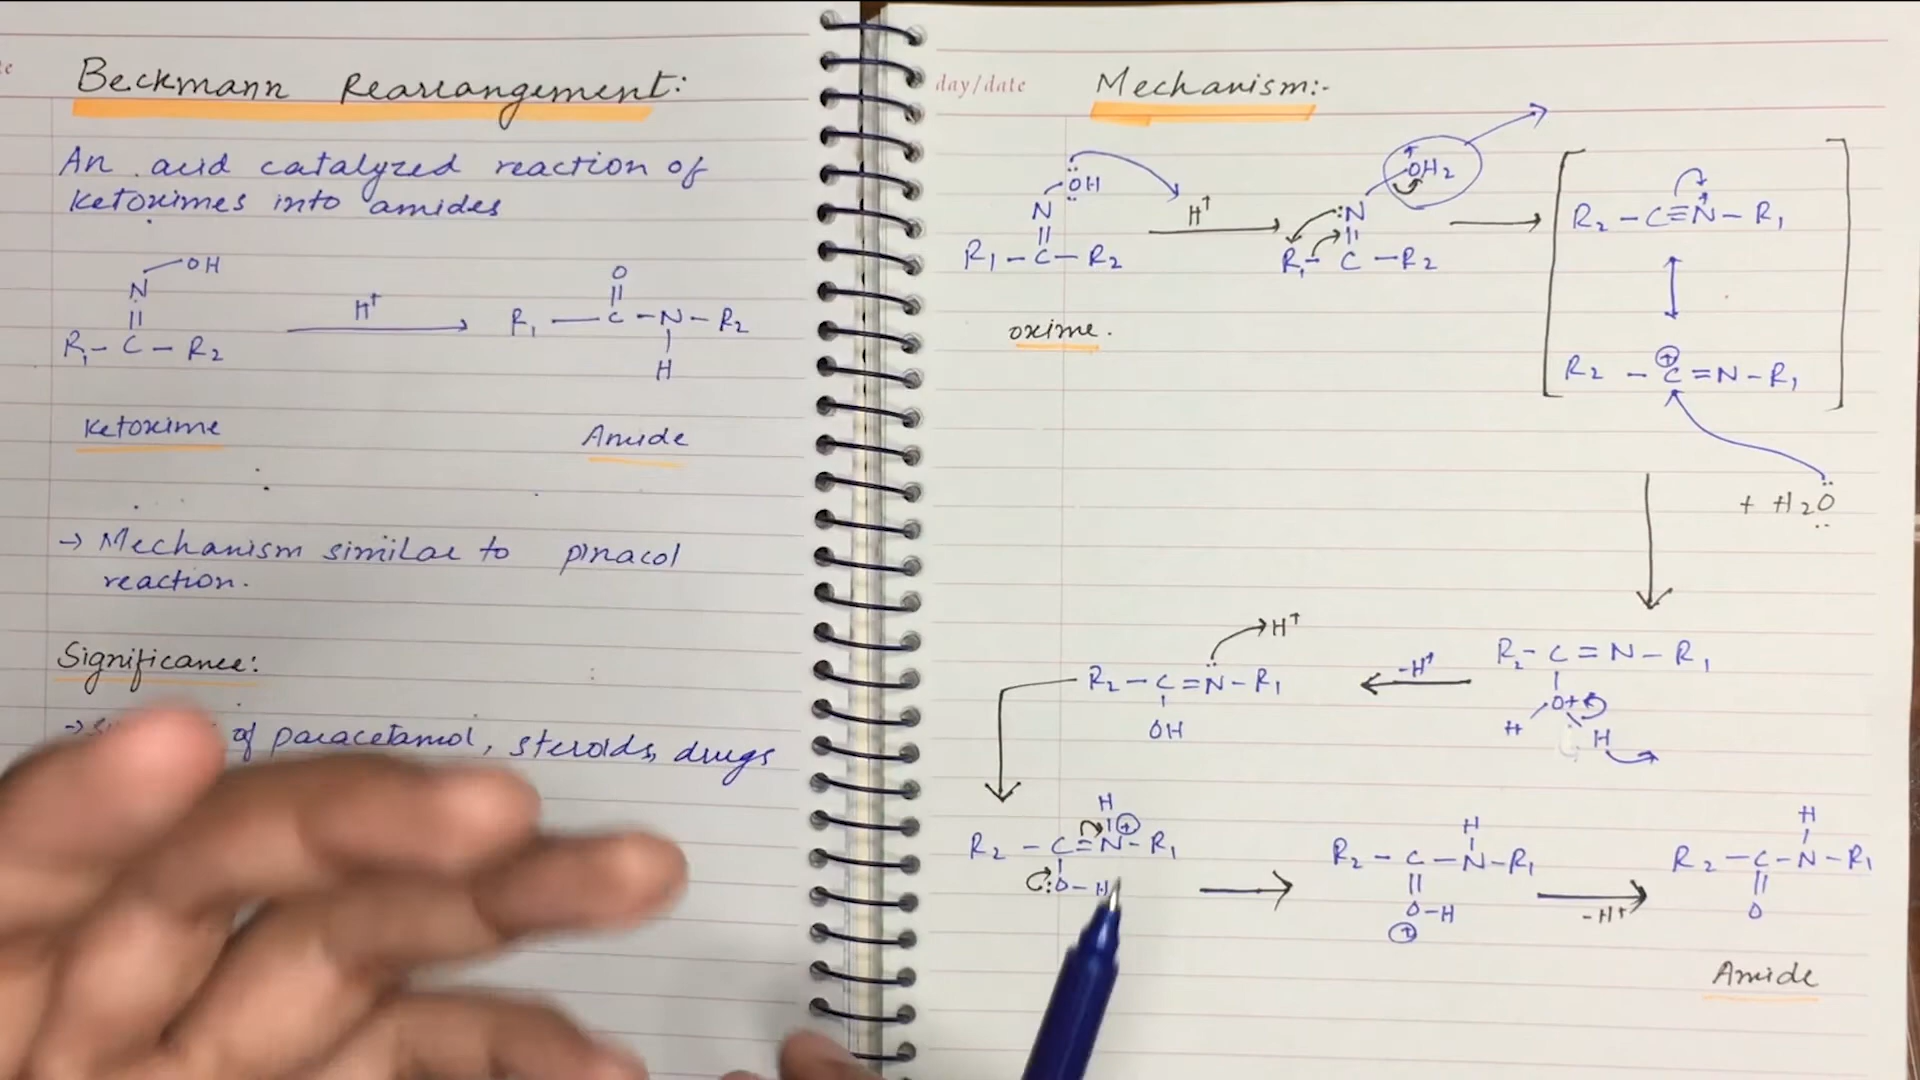 Beckmann Rearrangement:
An acid catalyzed reaction of
Ketoximes into amides
OH
N
||
R1 - C - R2
H+
O
||
R1 — C - N - R2
|
H
Ketoxime
Amide
→ Mechanism similar to pinacol
reaction.
Significance:
of paracetamol, steroids, drugs
day/date
Mechanism:-
ÖH
N
||
R1 - C - R2
oxime.
H+
OH2
:N
||
R1 - C - R2
R2 - C≡N+ - R1
R2 - C⊕ = N - R1
+ H2O
R2 - C = N - R1
|
O+
H
H
-H+
H+
R2 - C = N - R1
|
OH
H
|⊕
R2 - C = N - R1
|
:O - H
H
|
R2 - C - N - R1
||
O - H
⊕
-H+
H
|
R2 - C - N - R1
||
O
Amide